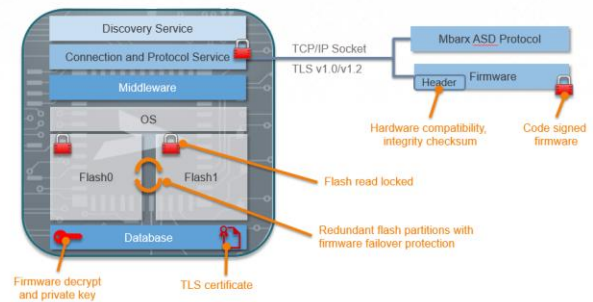 Discovery Service
Connection and Protocol Service
Middleware
OS
Flash0
Flash1
Database
TCP/IP Socket
TLS v1.0/v1.2
Mbarx ASD Protocol
Header
Firmware
Hardware compatibility,
integrity checksum
Code signed
firmware
Flash read locked
Redundant flash partitions with
firmware failover protection
Firmware decrypt
and private key
TLS certificate